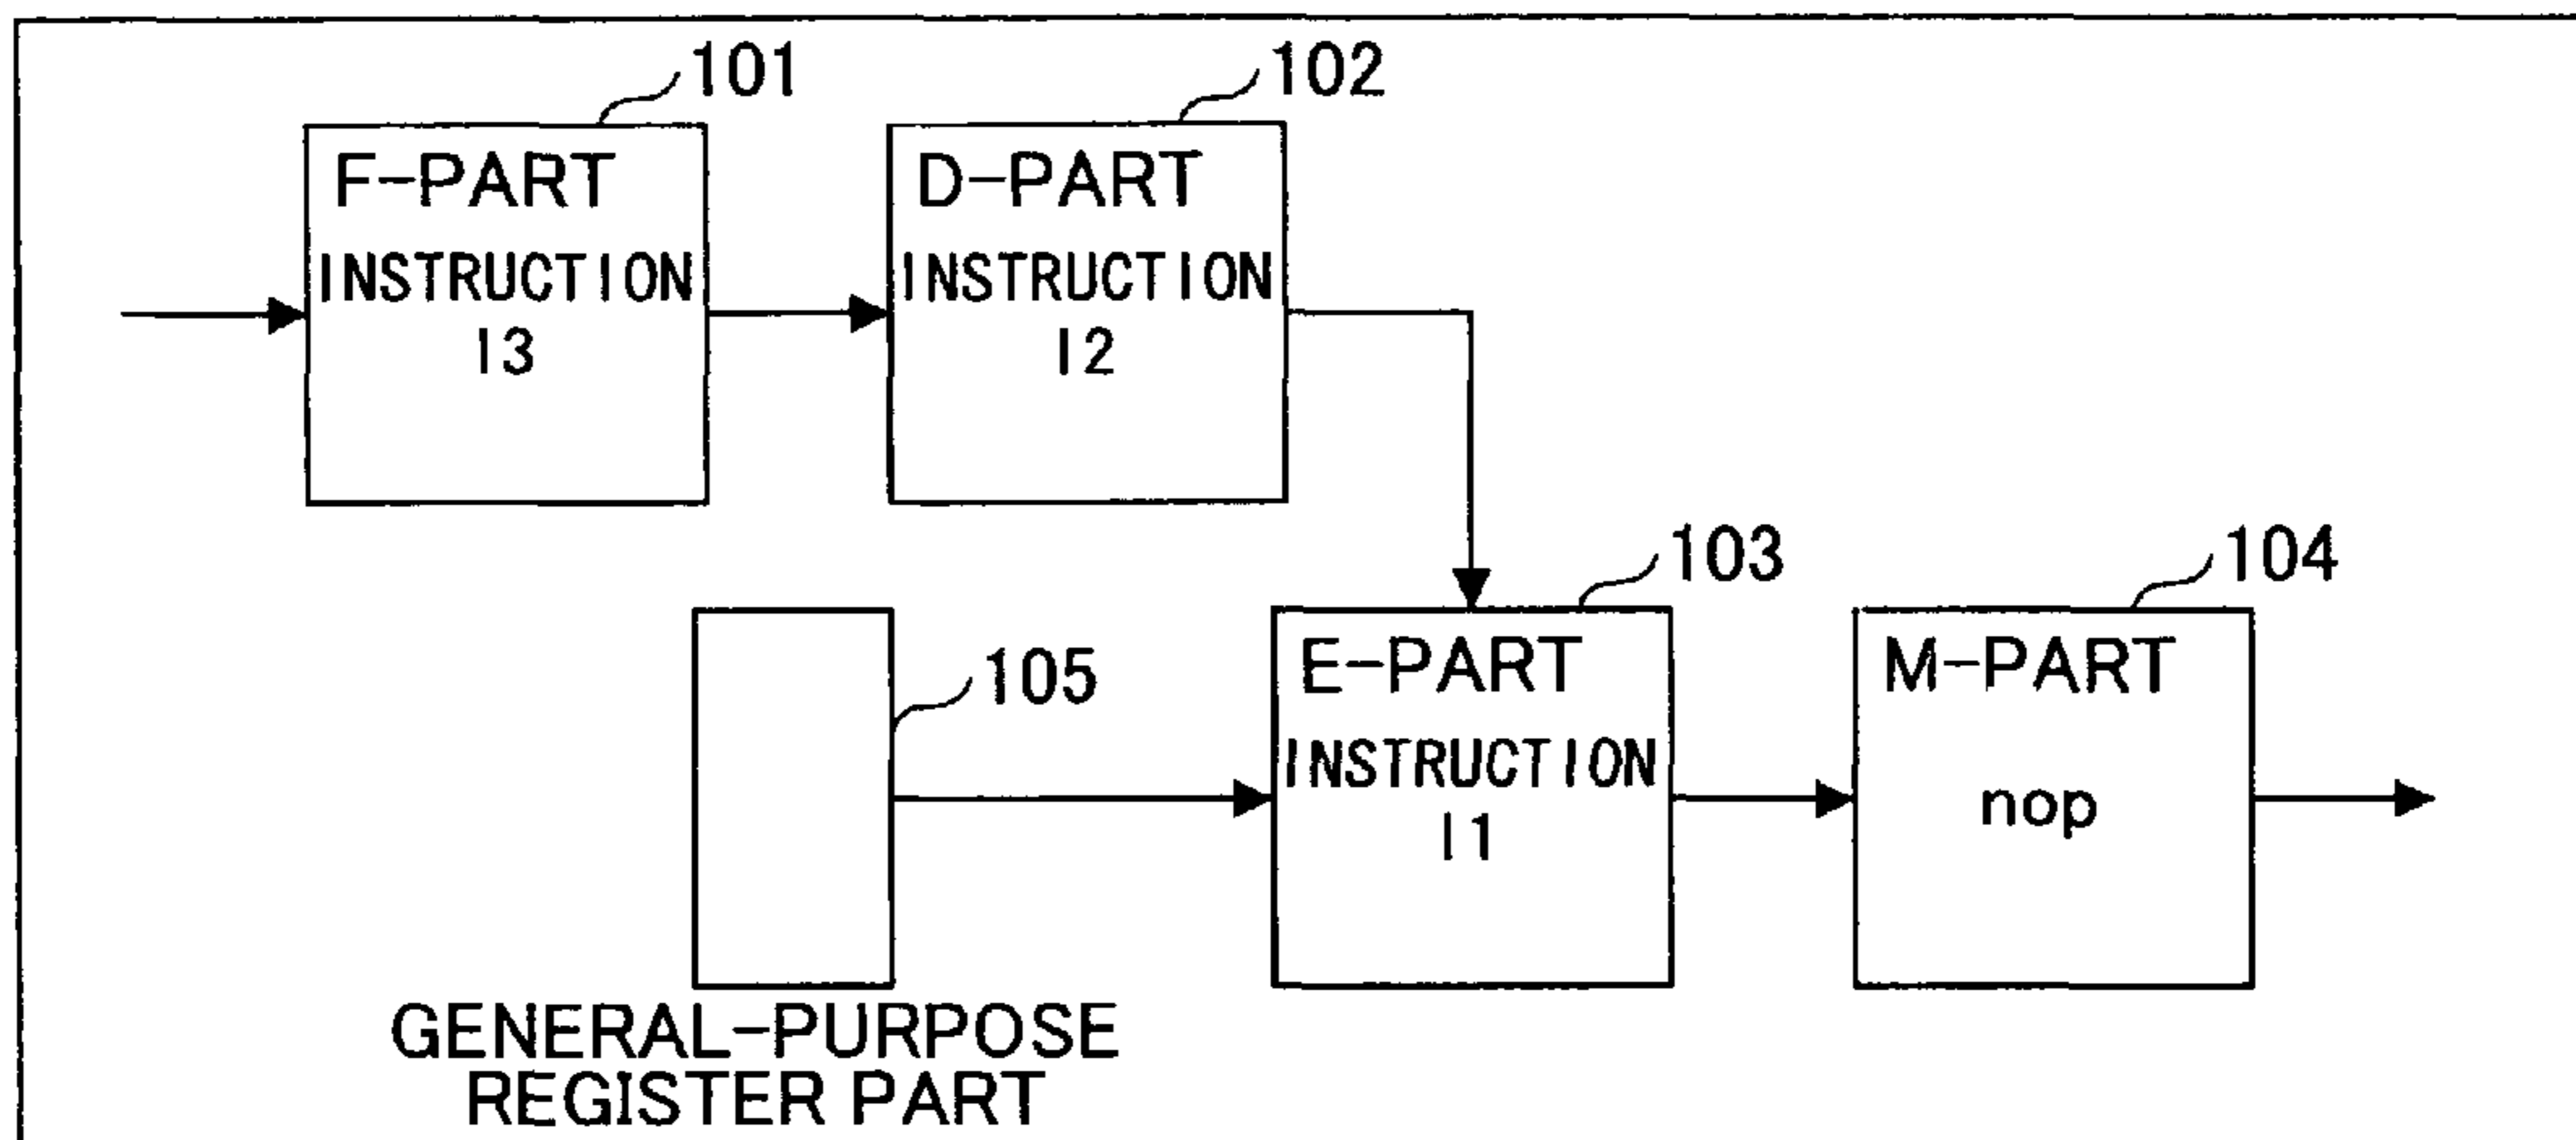 101
102
F-PART
INSTRUCTION
I3
D-PART
INSTRUCTION
I2
103
104
105
E-PART
INSTRUCTION
I1
M-PART
nop
GENERAL-PURPOSE
REGISTER PART